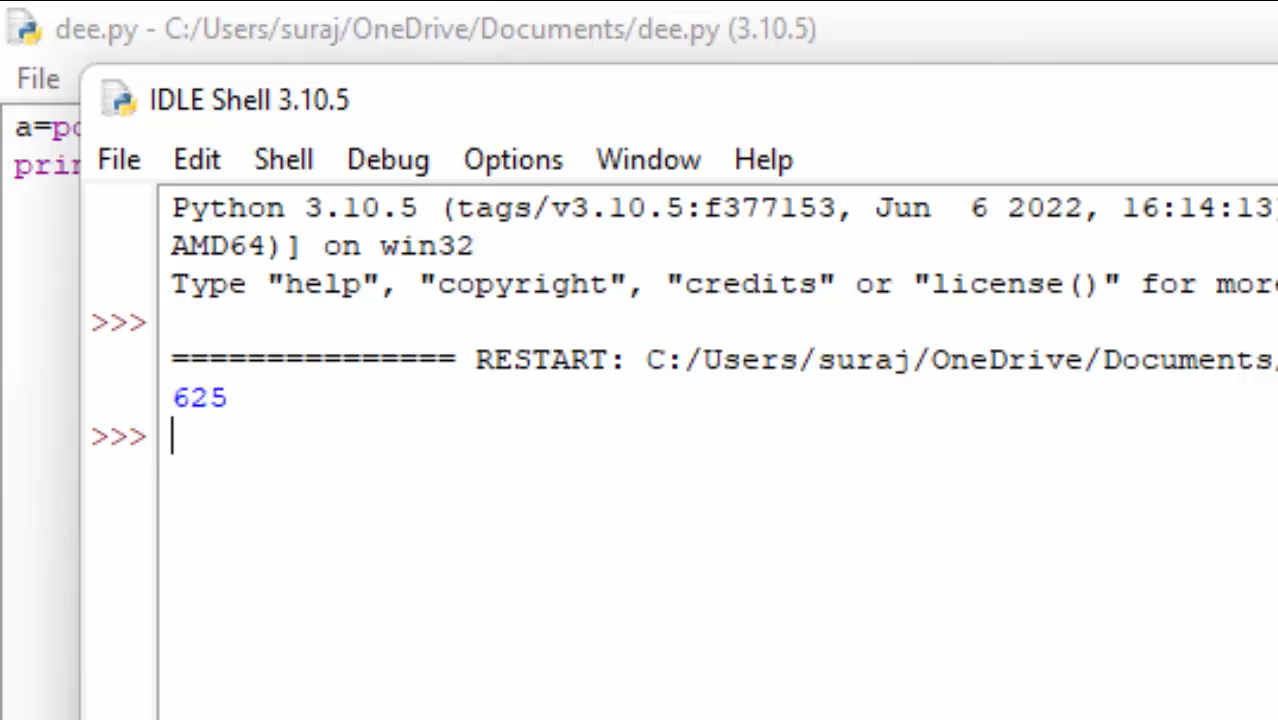 dee.py - C:/Users/suraj/OneDrive/Documents/dee.py (3.10.5)
File
IDLE Shell 3.10.5
File Edit Shell Debug Options Window Help
a=po
prin
Python 3.10.5 (tags/v3.10.5:f377153, Jun  6 2022, 16:14:13
AMD64)] on win32
Type "help", "copyright", "credits" or "license()" for more
>>>
=============== RESTART: C:/Users/suraj/OneDrive/Documents/
625
>>>